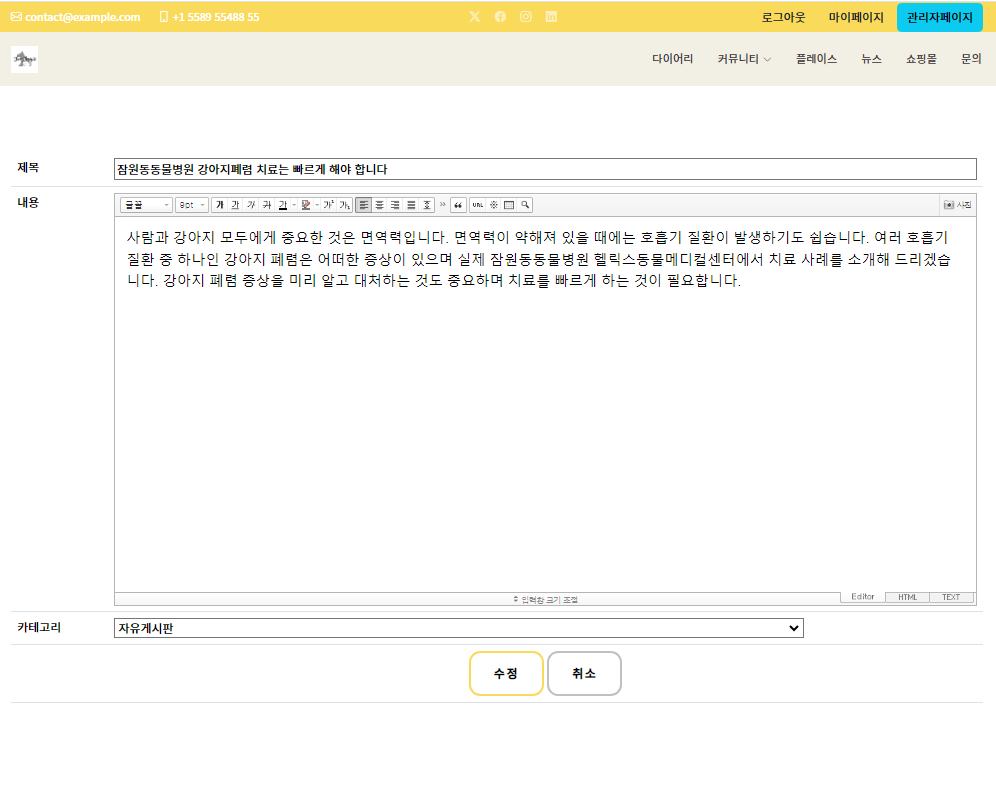 contact@example.com +1 5589 55488 55 로그아웃 마이페이지 관리자페이지
다이어리 커뮤니티 플레이스 뉴스 쇼핑몰 문의
제목 잠원동동물병원 강아지폐렴 치료는 빠르게 해야 합니다
내용 글꼴 9pt 가 가 가 가 가 가 가 URL 사진
사람과 강아지 모두에게 중요한 것은 면역력입니다. 면역력이 약해져 있을 때에는 호흡기 질환이 발생하기도 쉽습니다. 여러 호흡기
질환 중 하나인 강아지 폐렴은 어떠한 증상이 있으며 실제 잠원동동물병원 헬릭스동물메디컬센터에서 치료 사례를 소개해 드리겠습
니다. 강아지 폐렴 증상을 미리 알고 대처하는 것도 중요하며 치료를 빠르게 하는 것이 필요합니다.
입력창 크기 조절 Editor HTML TEXT
카테고리 자유게시판
수정 취소